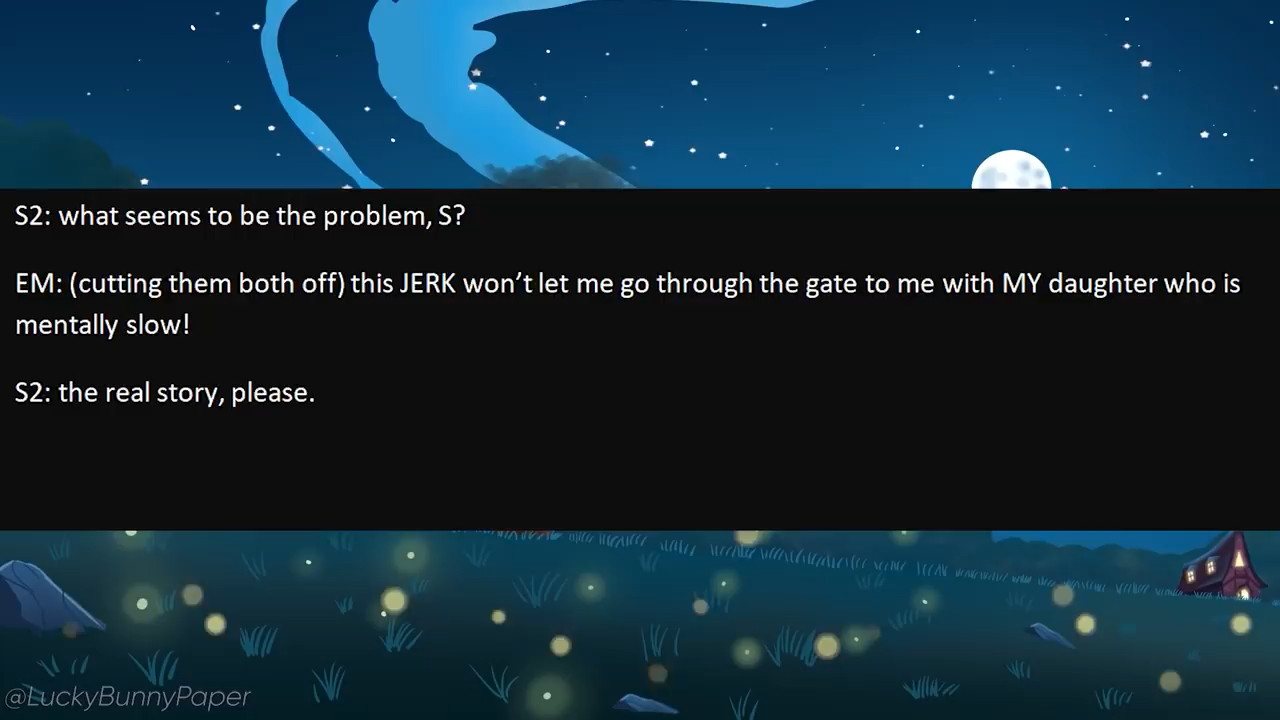 S2: what seems to be the problem, S?
EM: (cutting them both off) this JERK won’t let me go through the gate to me with MY daughter who is
mentally slow!
S2: the real story, please.
@LuckyBunnyPaper